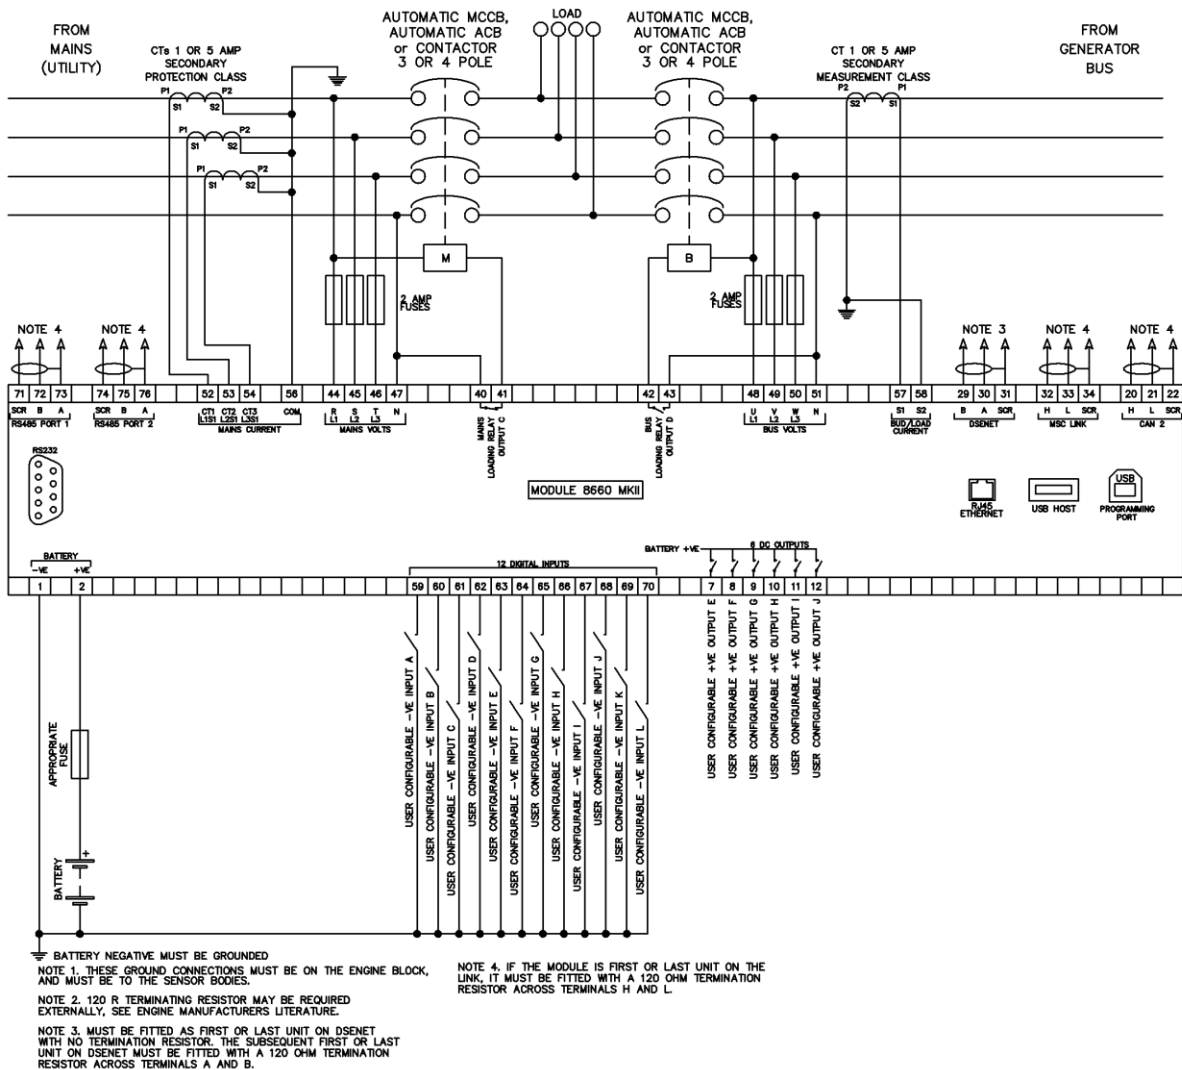 FROM
MAINS
(UTILITY)
CTs 1 OR 5 AMP
SECONDARY
PROTECTION CLASS
AUTOMATIC MCCB,
AUTOMATIC ACB
or CONTACTOR
3 OR 4 POLE
LOAD
AUTOMATIC MCCB,
AUTOMATIC ACB
or CONTACTOR
3 OR 4 POLE
CT 1 OR 5 AMP
SECONDARY
MEASUREMENT CLASS
FROM
GENERATOR
BUS
P1 P2
S1 S2
P1 P2
S1 S2
P1 P2
S1 S2
P2 P1
S2 S1
M
B
2 AMP
FUSES
2 AMP
FUSES
NOTE 4
NOTE 4
NOTE 3
NOTE 4
NOTE 4
71 72 73 74 75 76 52 53 54 56 44 45 46 47 40 41 42 43 48 49 50 51 57 58 29 30 31 32 33 34 20 21 22
SCR B A
RS485 PORT 1
SCR B A
RS485 PORT 2
CT1 CT2 CT3 COM
L1S1 L2S1 L3S1
MAINS CURRENT
R S T N
L1 L2 L3
MAINS VOLTS
MAINS
LOADING RELAY
OUTPUT C
BUS
LOADING RELAY
OUTPUT D
U V W N
L1 L2 L3
BUS VOLTS
S1 S2
BUD/LOAD
CURRENT
B A SCR
DSENET
H L SCR
MSC LINK
H L SCR
CAN 2
RS232
MODULE 8660 MKII
RJ45
ETHERNET
USB HOST
USB
PROGRAMMING
PORT
BATTERY
-VE +VE
12 DIGITAL INPUTS
BATTERY +VE
6 DC OUTPUTS
1 2 59 60 61 62 63 64 65 66 67 68 69 70 7 8 9 10 11 12
USER CONFIGURABLE -VE INPUT A
USER CONFIGURABLE -VE INPUT B
USER CONFIGURABLE -VE INPUT C
USER CONFIGURABLE -VE INPUT D
USER CONFIGURABLE -VE INPUT E
USER CONFIGURABLE -VE INPUT F
USER CONFIGURABLE -VE INPUT G
USER CONFIGURABLE -VE INPUT H
USER CONFIGURABLE -VE INPUT I
USER CONFIGURABLE -VE INPUT J
USER CONFIGURABLE -VE INPUT K
USER CONFIGURABLE -VE INPUT L
USER CONFIGURABLE +VE OUTPUT E
USER CONFIGURABLE +VE OUTPUT F
USER CONFIGURABLE +VE OUTPUT G
USER CONFIGURABLE +VE OUTPUT H
USER CONFIGURABLE +VE OUTPUT I
USER CONFIGURABLE +VE OUTPUT J
APPROPRIATE
FUSE
BATTERY
+
BATTERY NEGATIVE MUST BE GROUNDED
NOTE 1. THESE GROUND CONNECTIONS MUST BE ON THE ENGINE BLOCK,
AND MUST BE TO THE SENSOR BODIES.
NOTE 2. 120 R TERMINATING RESISTOR MAY BE REQUIRED
EXTERNALLY, SEE ENGINE MANUFACTURERS LITERATURE.
NOTE 3. MUST BE FITTED AS FIRST OR LAST UNIT ON DSENET
WITH NO TERMINATION RESISTOR. THE SUBSEQUENT FIRST OR LAST
UNIT ON DSENET MUST BE FITTED WITH A 120 OHM TERMINATION
RESISTOR ACROSS TERMINALS A AND B.
NOTE 4. IF THE MODULE IS FIRST OR LAST UNIT ON THE
LINK, IT MUST BE FITTED WITH A 120 OHM TERMINATION
RESISTOR ACROSS TERMINALS H AND L.